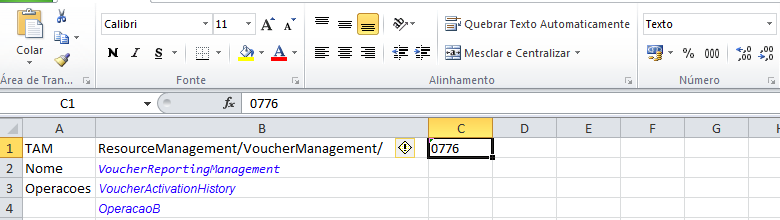 Calibri 11 Quebrar Texto Automaticamente Texto
Colar N I S A Mesclar e Centralizar % 000
Área de Tran... Fonte Alinhamento Número
C1 fx 0776
A B C D E F G
1 TAM ResourceManagement/VoucherManagement/ 0776
2 Nome VoucherReportingManagement
3 Operacoes VoucherActivationHistory
4 OperacaoB